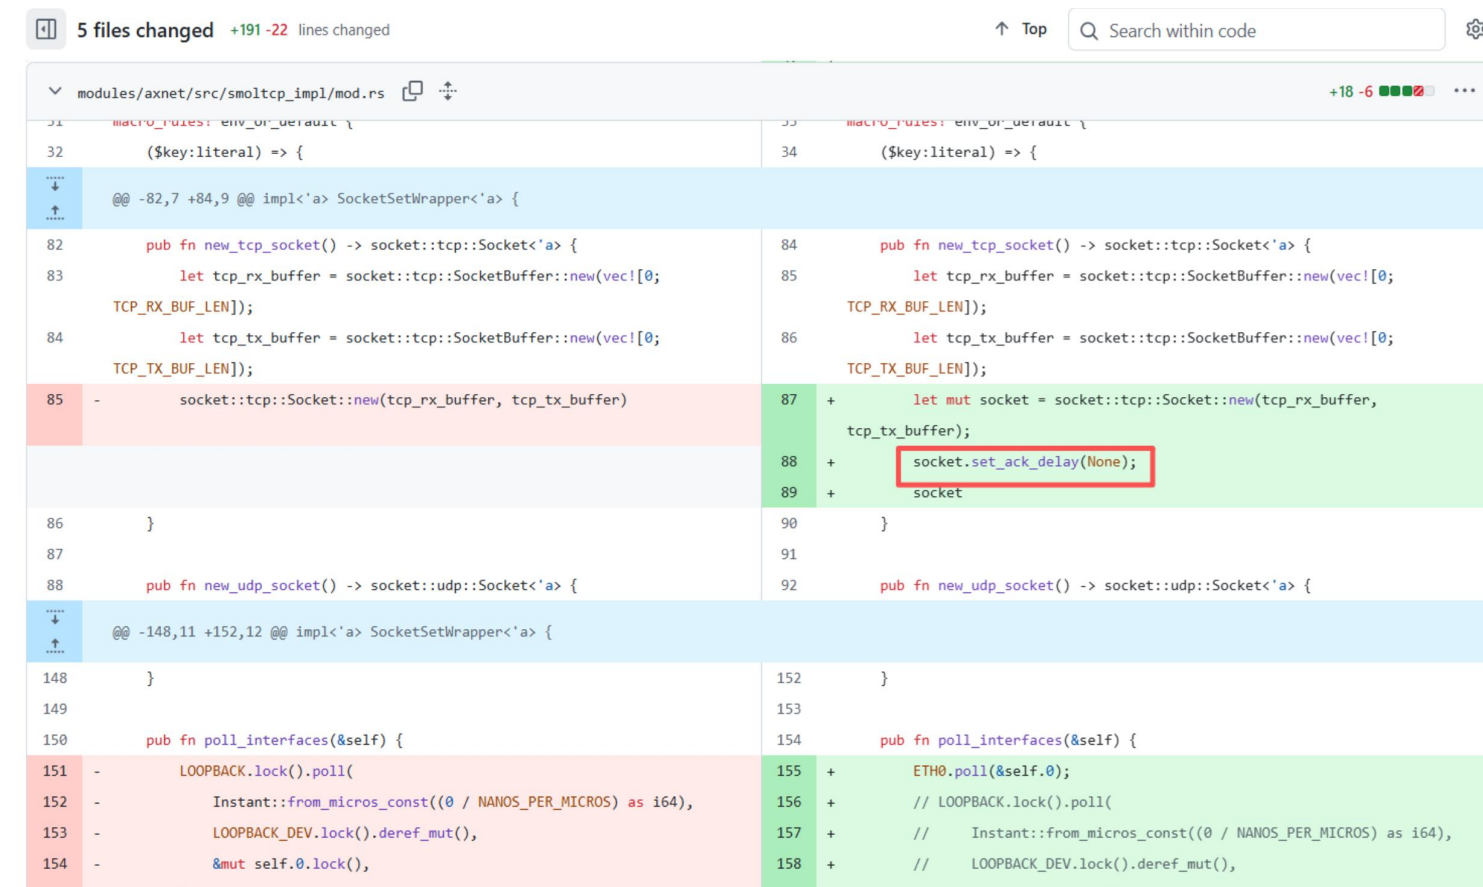 5 files changed +191 -22 lines changed
Top
Search within code
modules/axnet/src/smoltcp_impl/mod.rs
+18 -6
31 macro_rules! env_or_default {
32 ($key:literal) => {
@@ -82,7 +84,9 @@ impl<'a> SocketSetWrapper<'a> {
82 pub fn new_tcp_socket() -> socket::tcp::Socket<'a> {
83 let tcp_rx_buffer = socket::tcp::SocketBuffer::new(vec![0;
TCP_RX_BUF_LEN]);
84 let tcp_tx_buffer = socket::tcp::SocketBuffer::new(vec![0;
TCP_TX_BUF_LEN]);
85 - socket::tcp::Socket::new(tcp_rx_buffer, tcp_tx_buffer)
86 }
87
88 pub fn new_udp_socket() -> socket::udp::Socket<'a> {
@@ -148,11 +152,12 @@ impl<'a> SocketSetWrapper<'a> {
148 }
149
150 pub fn poll_interfaces(&self) {
151 - LOOPBACK.lock().poll(
152 - Instant::from_micros_const((0 / NANOS_PER_MICROS) as i64),
153 - LOOPBACK_DEV.lock().deref_mut(),
154 - &mut self.0.lock(),
33 macro_rules! env_or_default {
34 ($key:literal) => {
84 pub fn new_tcp_socket() -> socket::tcp::Socket<'a> {
85 let tcp_rx_buffer = socket::tcp::SocketBuffer::new(vec![0;
TCP_RX_BUF_LEN]);
86 let tcp_tx_buffer = socket::tcp::SocketBuffer::new(vec![0;
TCP_TX_BUF_LEN]);
87 + let mut socket = socket::tcp::Socket::new(tcp_rx_buffer,
tcp_tx_buffer);
88 + socket.set_ack_delay(None);
89 + socket
90 }
91
92 pub fn new_udp_socket() -> socket::udp::Socket<'a> {
152 }
153
154 pub fn poll_interfaces(&self) {
155 + ETH0.poll(&self.0);
156 + // LOOPBACK.lock().poll(
157 + // Instant::from_micros_const((0 / NANOS_PER_MICROS) as i64),
158 + // LOOPBACK_DEV.lock().deref_mut(),